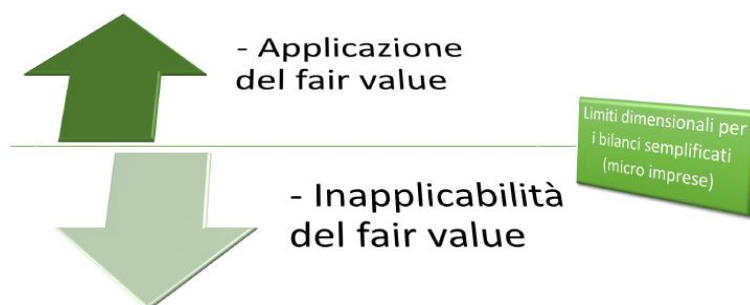 - Applicazione
del fair value
Limiti dimensionali per
i bilanci semplificati
(micro imprese)
- Inapplicabilità
del fair value